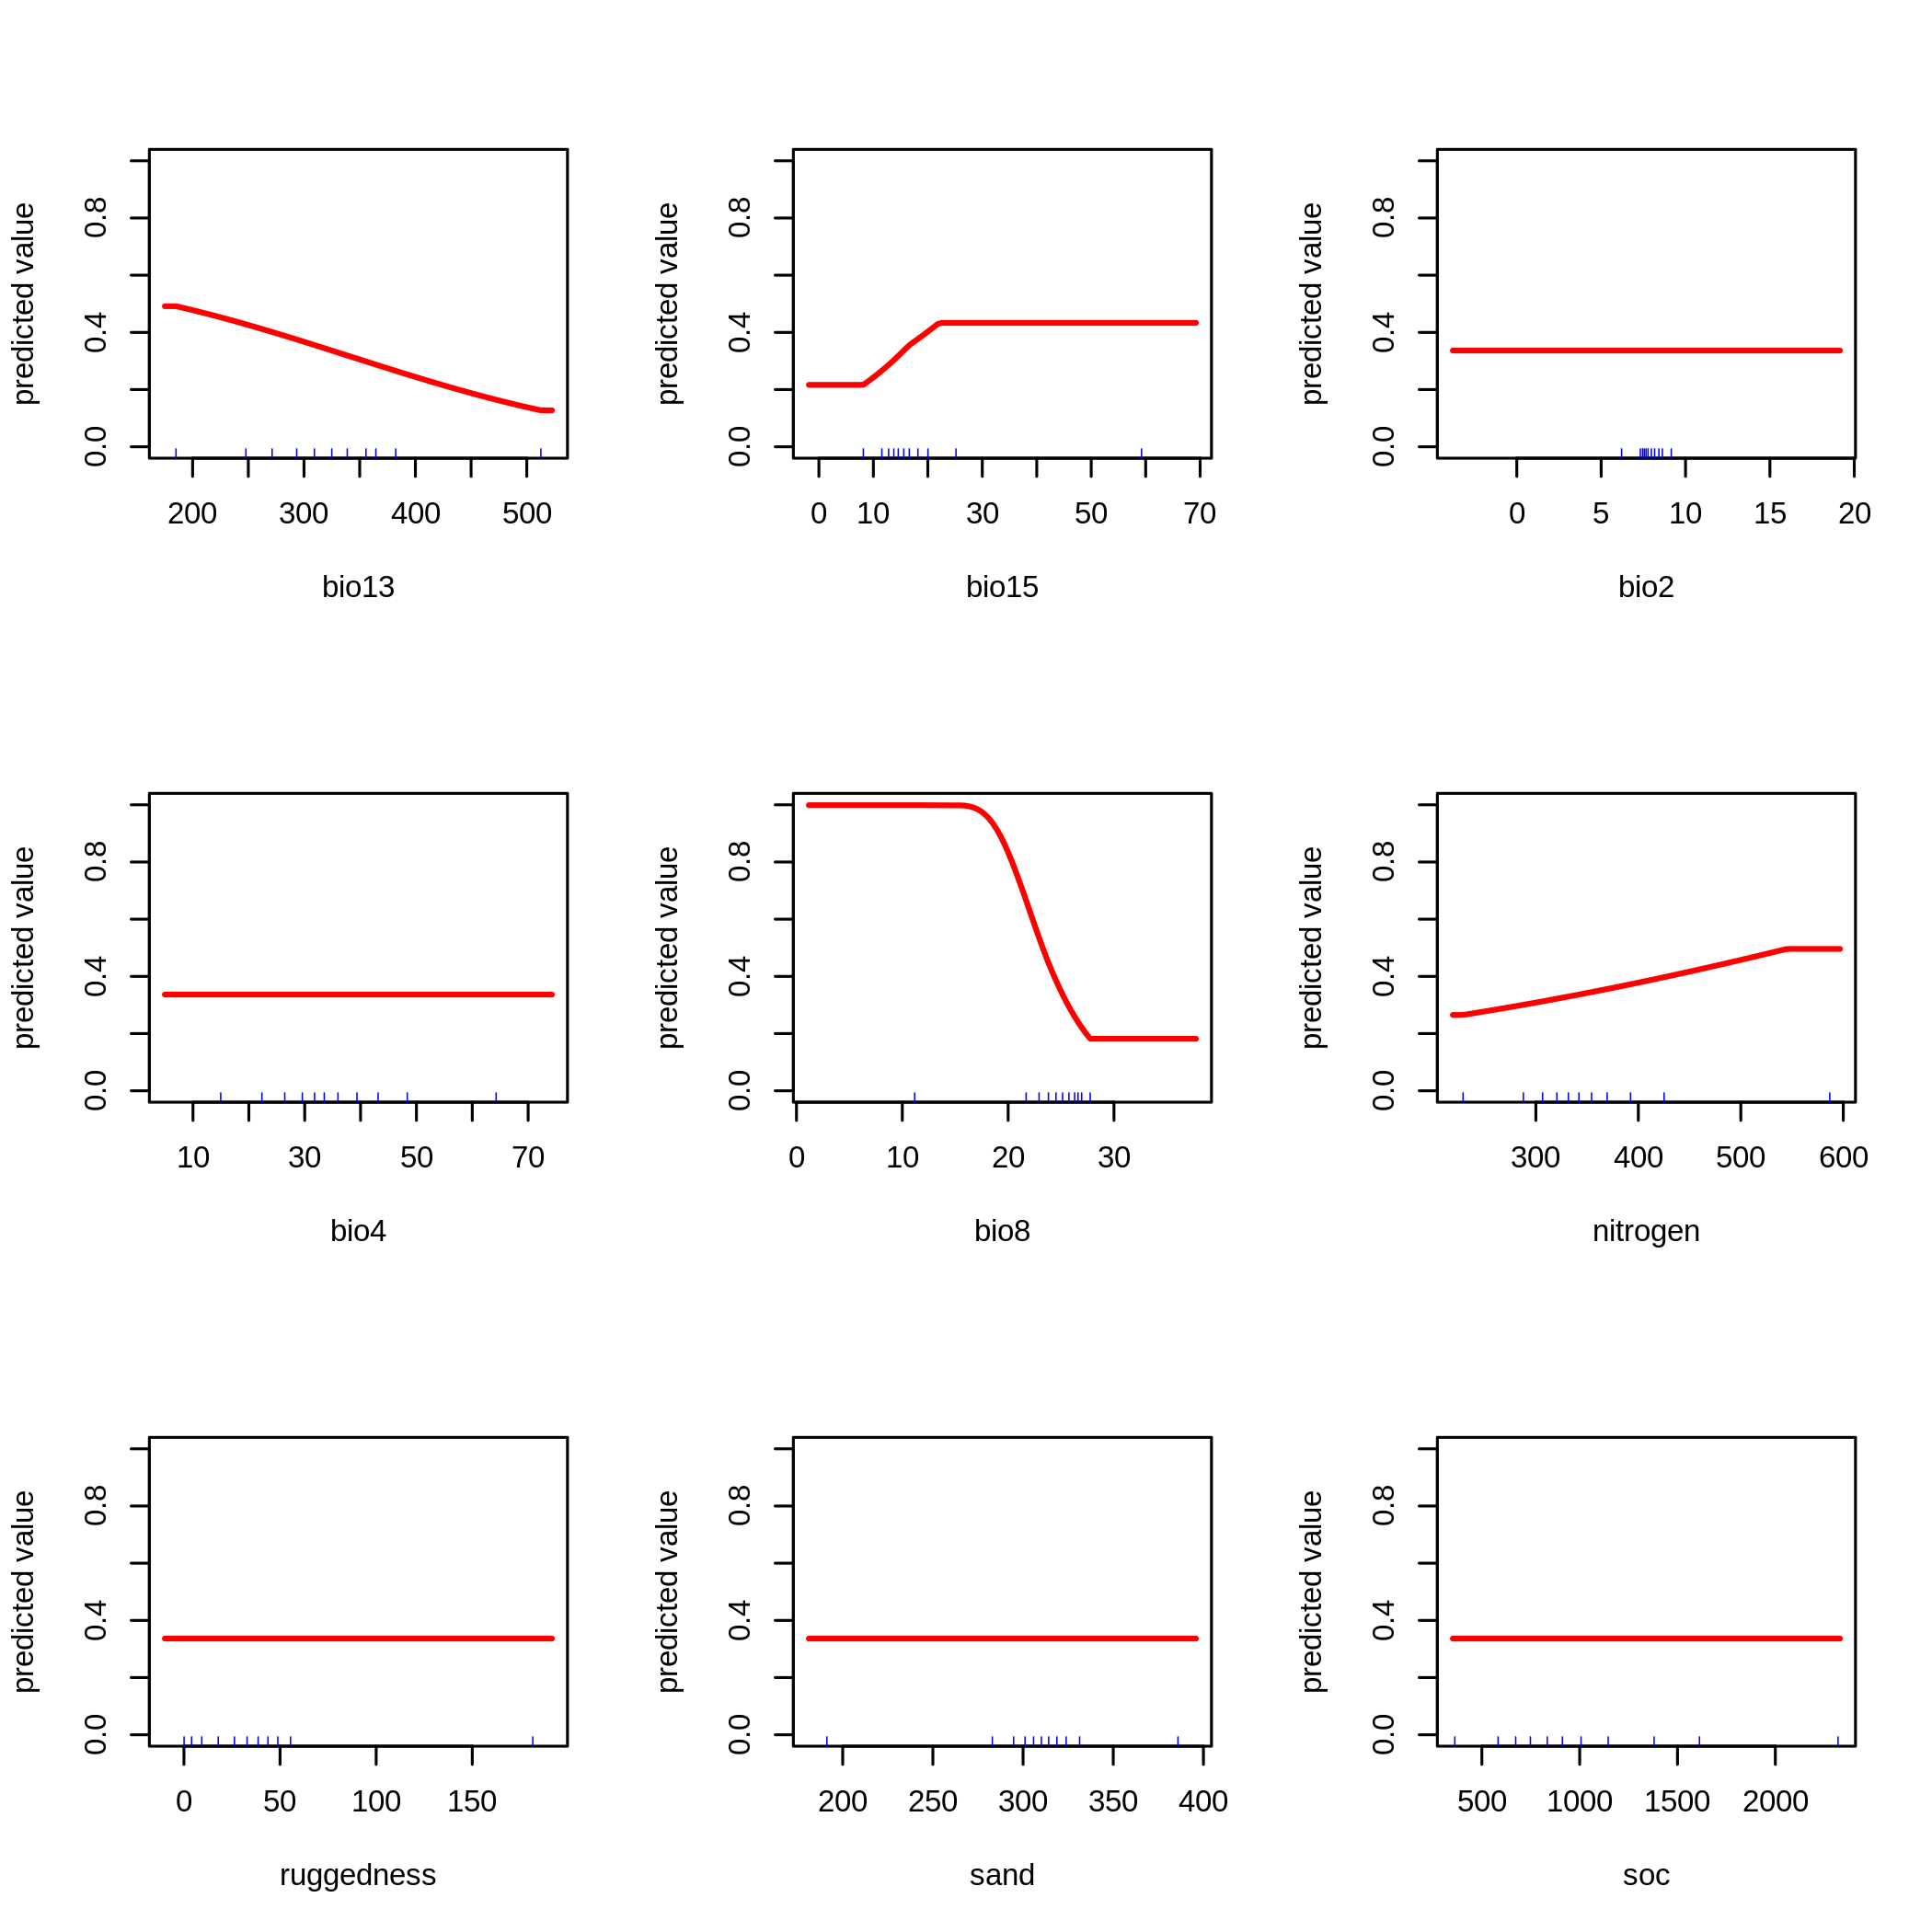 predicted value
0.0 0.4 0.8
200 300 400 500
bio13
predicted value
0.0 0.4 0.8
0 10 30 50 70
bio15
predicted value
0.0 0.4 0.8
0 5 10 15 20
bio2
predicted value
0.0 0.4 0.8
10 30 50 70
bio4
predicted value
0.0 0.4 0.8
0 10 20 30
bio8
predicted value
0.0 0.4 0.8
300 400 500 600
nitrogen
predicted value
0.0 0.4 0.8
0 50 100 150
ruggedness
predicted value
0.0 0.4 0.8
200 250 300 350 400
sand
predicted value
0.0 0.4 0.8
500 1000 1500 2000
soc